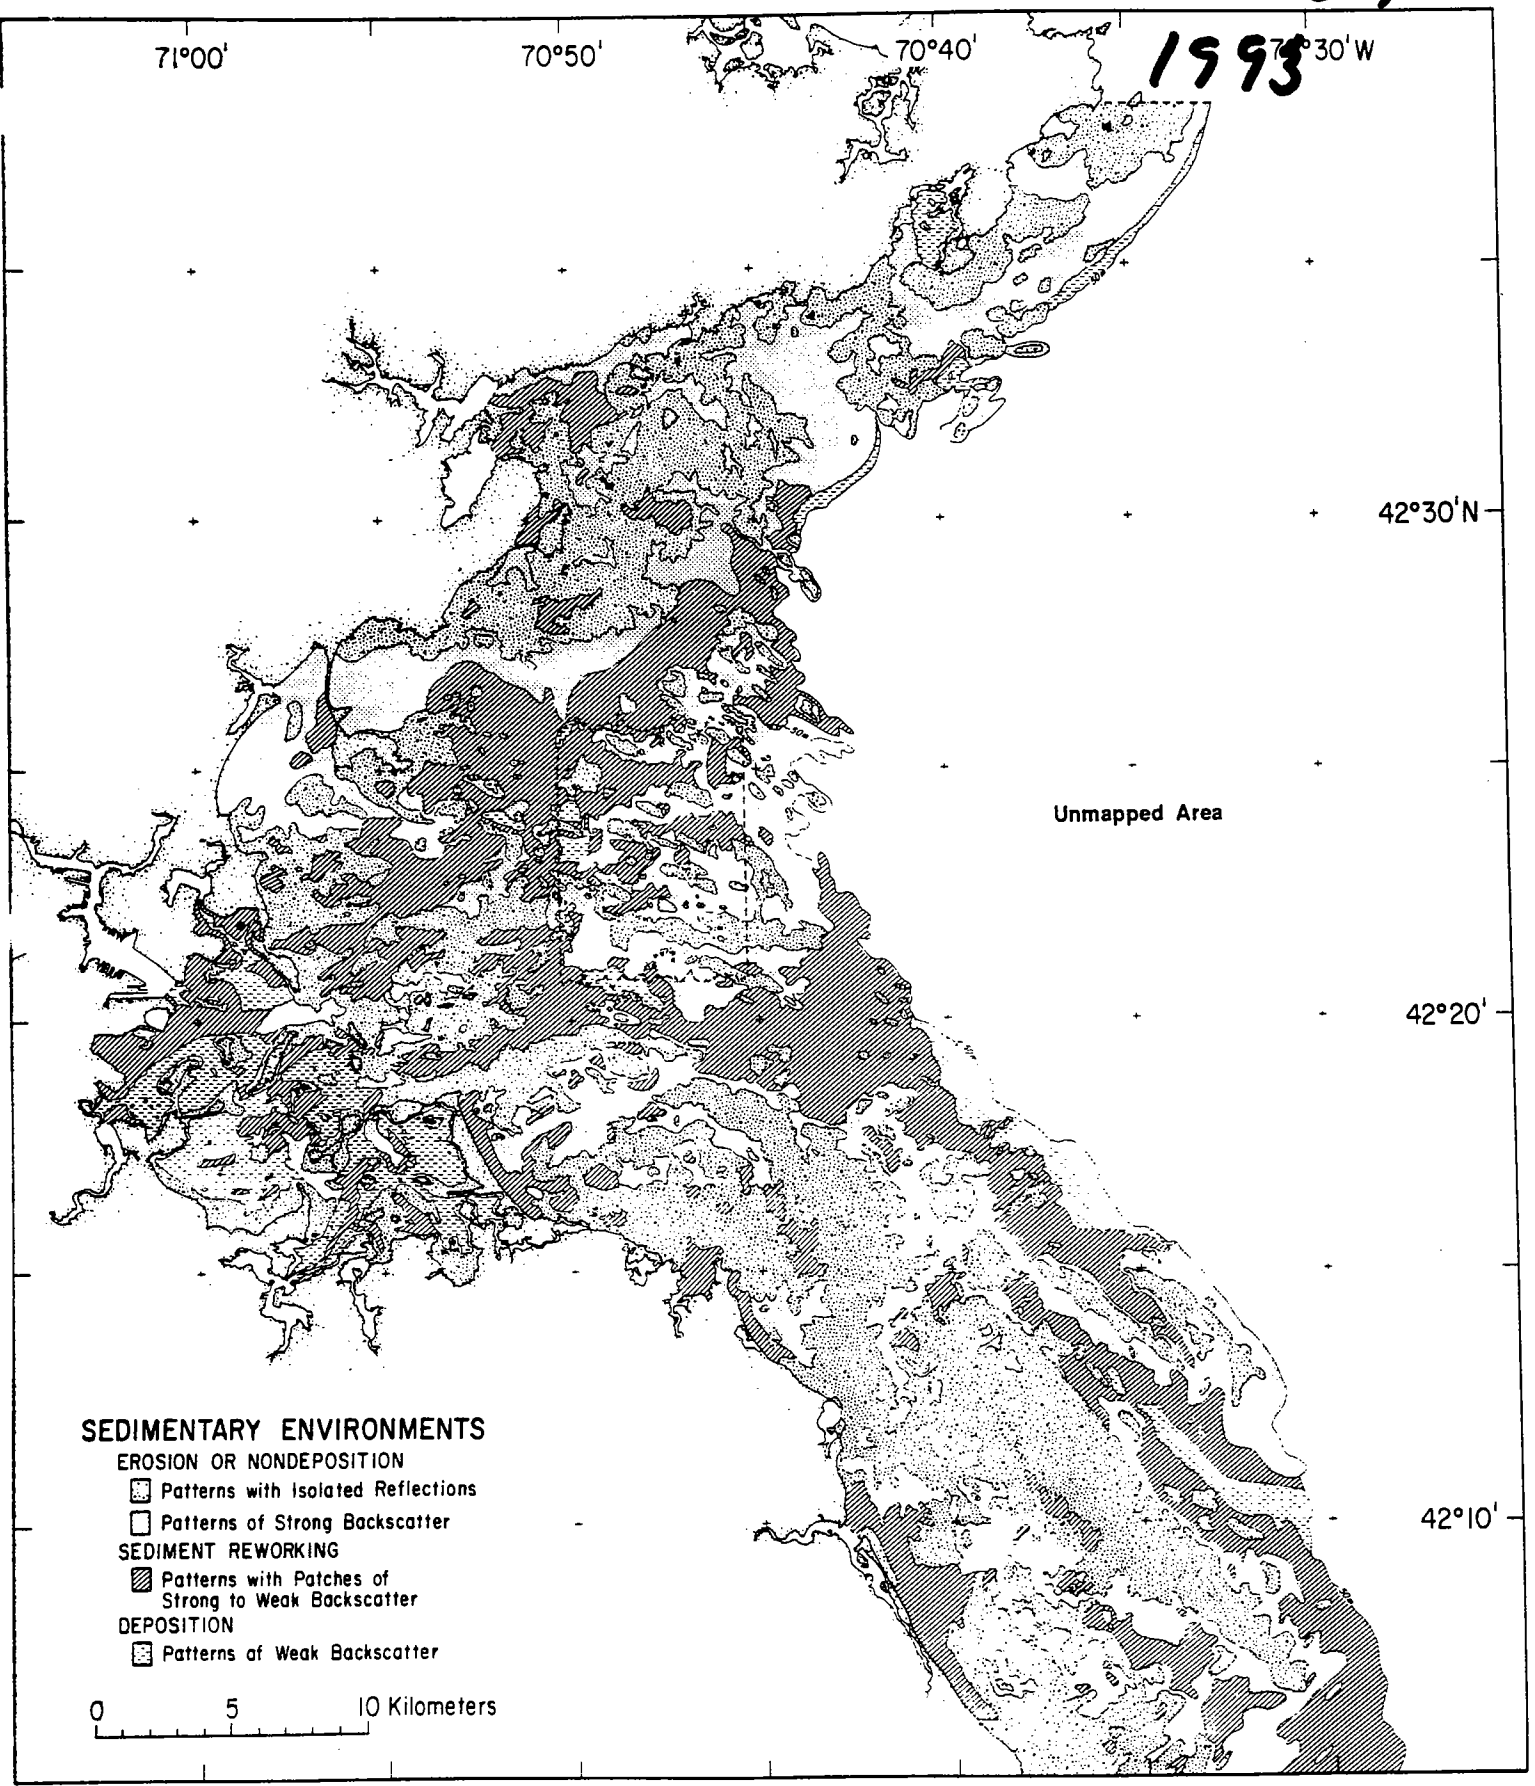 71°00' 70°50' 70°40' 30'W
1993
42°30'N
Unmapped Area
42°20'
42°10'
SEDIMENTARY ENVIRONMENTS
EROSION OR NONDEPOSITION
Patterns with Isolated Reflections
Patterns of Strong Backscatter
SEDIMENT REWORKING
Patterns with Patches of
Strong to Weak Backscatter
DEPOSITION
Patterns of Weak Backscatter
0 5 10 Kilometers